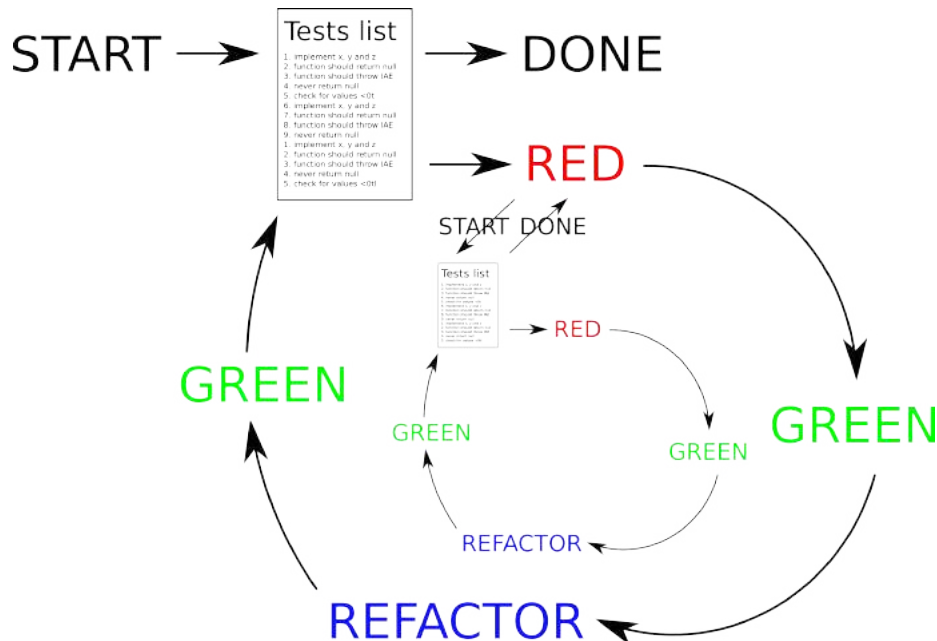 START
Tests list
1. implement x, y and z
2. function should return null
3. function should throw IAE
4. never return null
5. check for values <0t
6. implement x, y and z
7. function should return null
8. function should throw IAE
9. never return null
1. implement x, y and z
2. function should return null
3. function should throw IAE
4. never return null
5. check for values <0tl
DONE
RED
START DONE
Tests list
RED
GREEN
GREEN
GREEN
GREEN
REFACTOR
REFACTOR